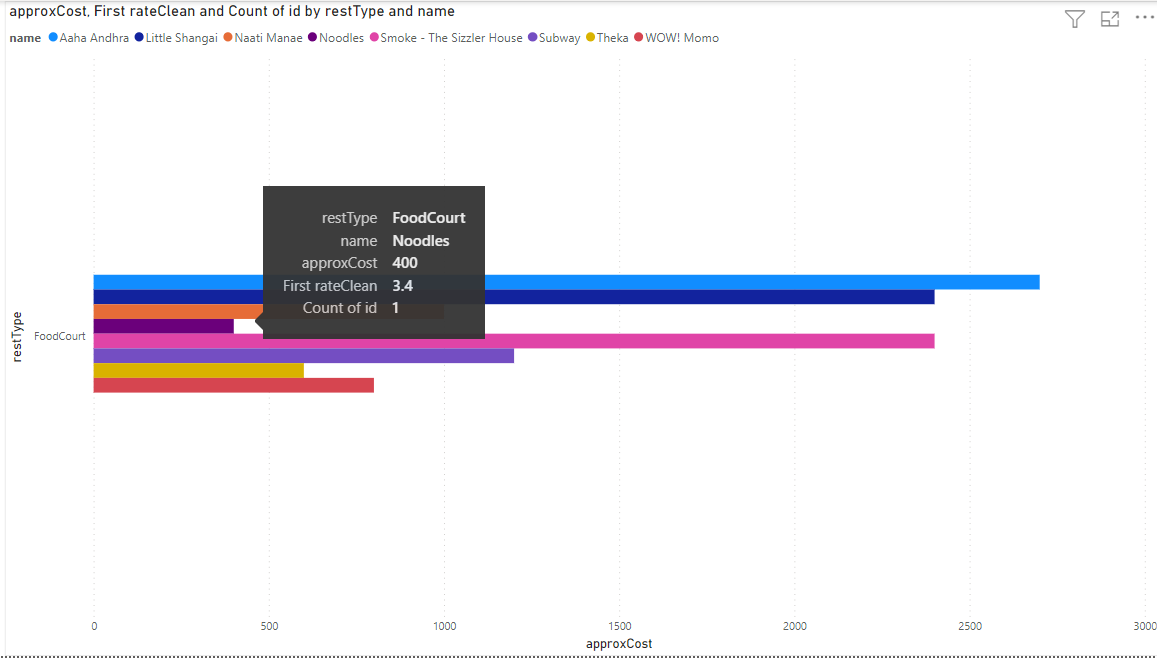 approxCost, First rateClean and Count of id by restType and name
name Aaha Andhra Little Shangai Naati Manae Noodles Smoke - The Sizzler House Subway Theka WOW! Momo
restType FoodCourt
name Noodles
approxCost 400
First rateClean 3.4
Count of id 1
restType
FoodCourt
0 500 1000 1500 2000 2500 3000
approxCost